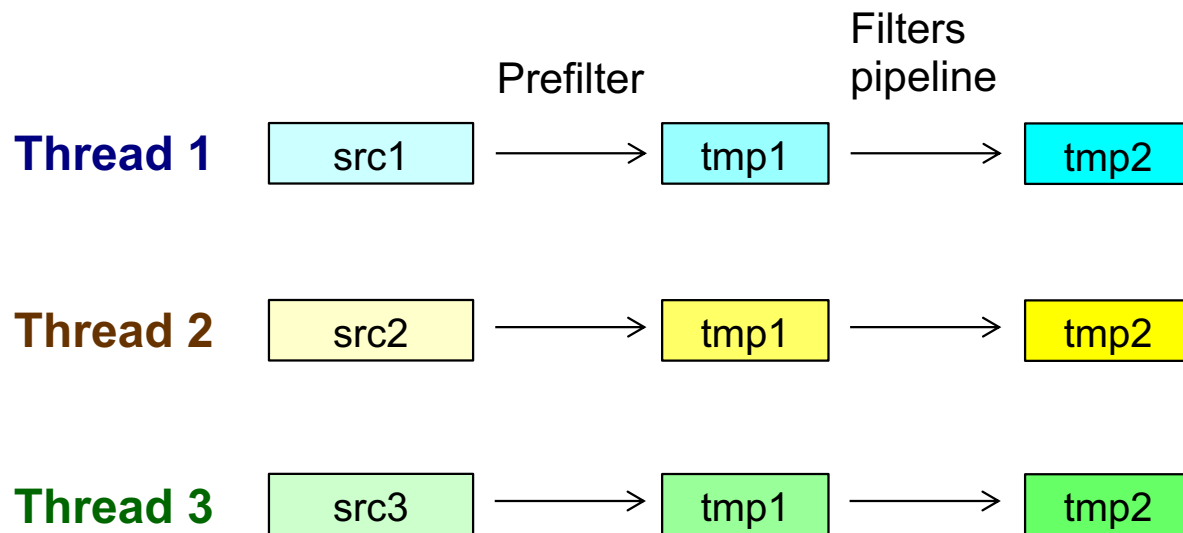 Filters
Prefilter pipeline
Thread 1 src1 tmp1 tmp2
Thread 2 src2 tmp1 tmp2
Thread 3 src3 tmp1 tmp2